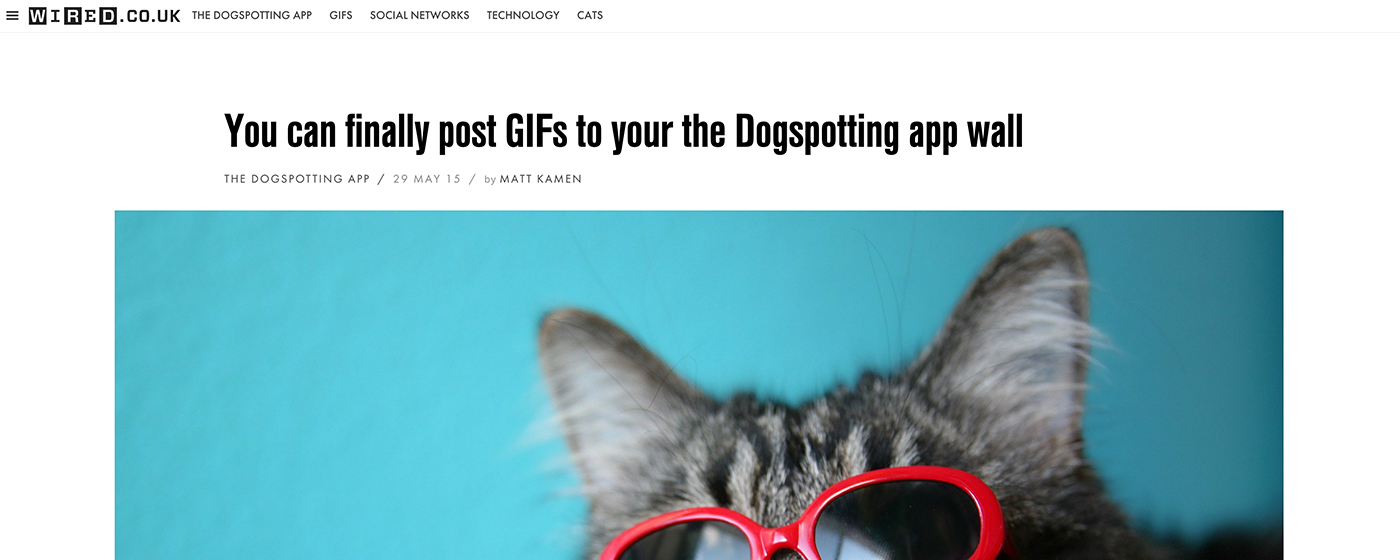 WIRED.CO.UK THE DOGSPOTTING APP GIFS SOCIAL NETWORKS TECHNOLOGY CATS
You can finally post GIFs to your the Dogspotting app wall
THE DOGSPOTTING APP / 29 MAY 15 / by MATT KAMEN